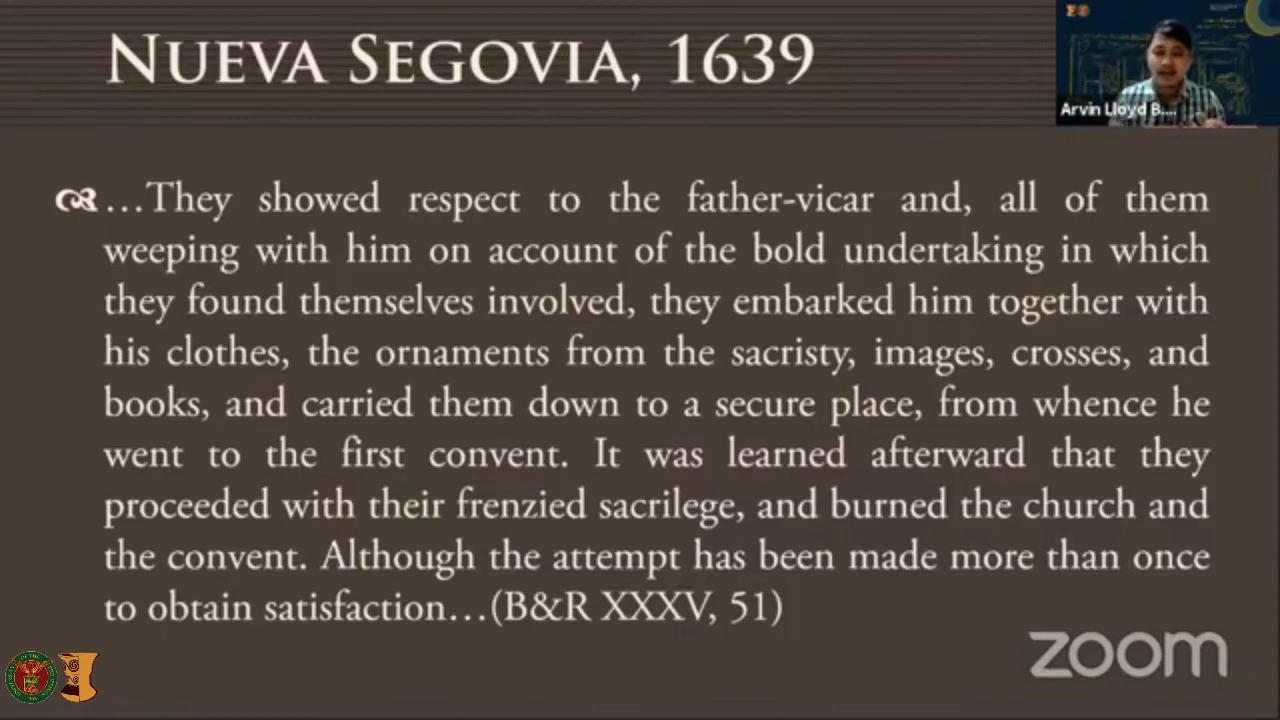 NUEVA SEGOVIA, 1639
Arvin Lloyd B....
…They showed respect to the father-vicar and, all of them
weeping with him on account of the bold undertaking in which
they found themselves involved, they embarked him together with
his clothes, the ornaments from the sacristy, images, crosses, and
books, and carried them down to a secure place, from whence he
went to the first convent. It was learned afterward that they
proceeded with their frenzied sacrilege, and burned the church and
the convent. Although the attempt has been made more than once
to obtain satisfaction…(B&R XXXV, 51)
zoom